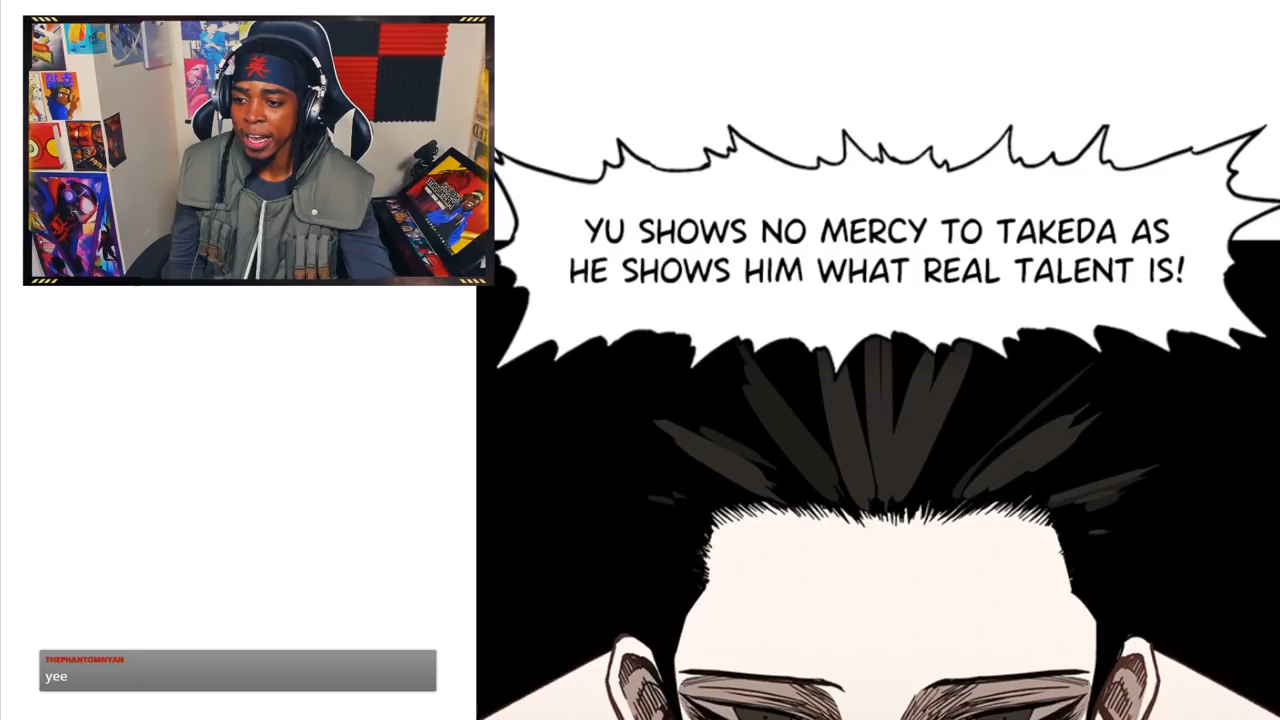 YU SHOWS NO MERCY TO TAKEDA AS
HE SHOWS HIM WHAT REAL TALENT IS!
THEPHANTOMNYAN
yee